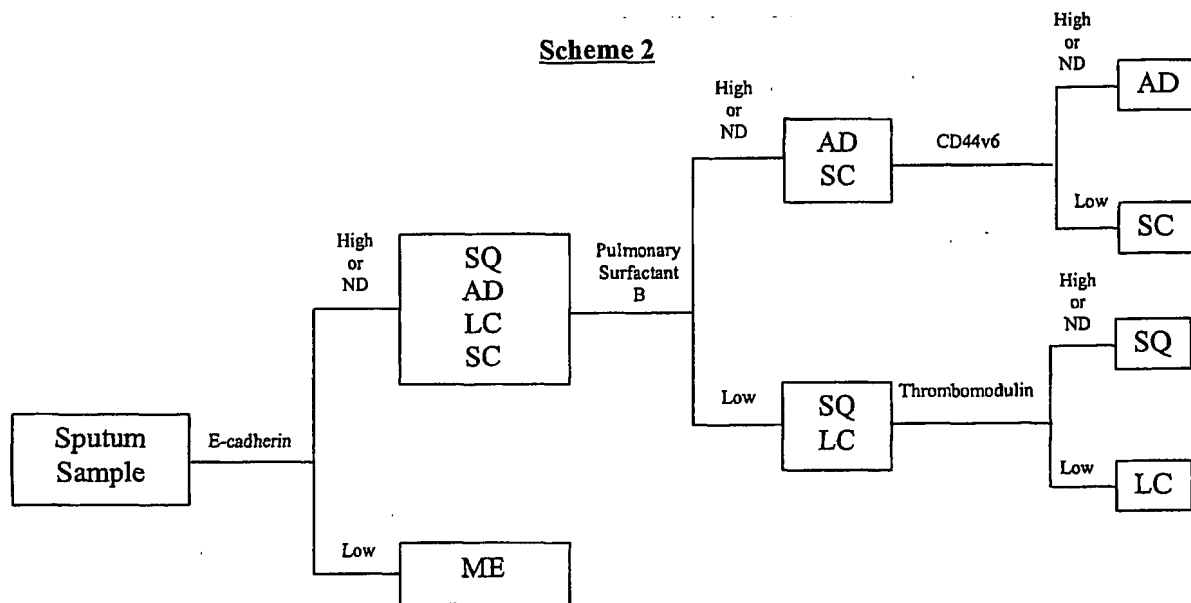 Scheme 2
High
or
ND
AD
High
or
ND
AD
SC
CD44v6
Low
SC
High
or
ND
SQ
AD
LC
SC
Pulmonary
Surfactant
B
High
or
ND
SQ
Low
SQ
LC
Thrombomodulin
Low
LC
Sputum
Sample
E-cadherin
Low
ME